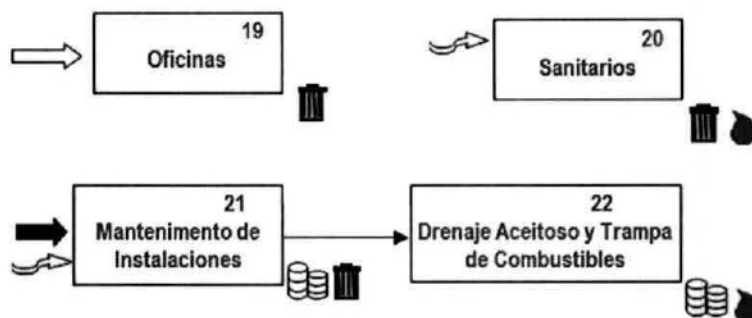 19
Oficinas
20
Sanitarios
21
Mantenimento de
Instalaciones
22
Drenaje Aceitoso y Trampa
de Combustibles